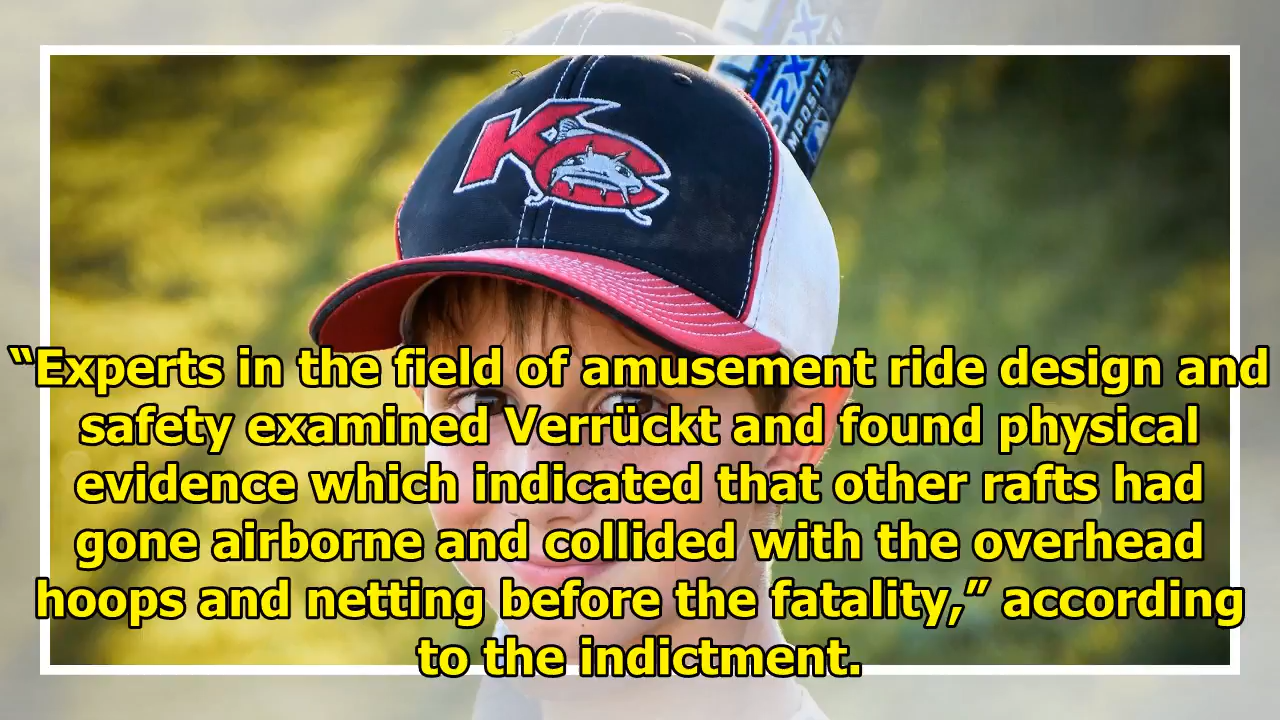 S2XX
MPOSITE
KC
“Experts in the field of amusement ride design and
safety examined Verrückt and found physical
evidence which indicated that other rafts had
gone airborne and collided with the overhead
hoops and netting before the fatality,” according
to the indictment.